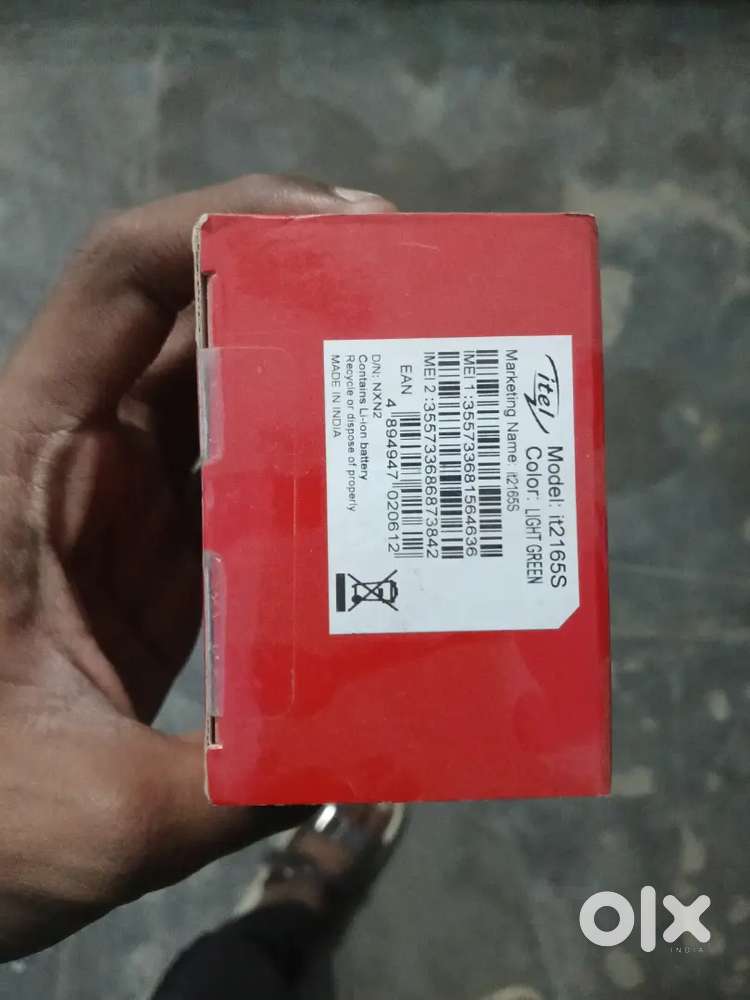 itel
Model: it2165S
Color: LIGHT GREEN
Marketing Name: it2165S
IMEI 1 :355733681564636
IMEI 2 :355733686873842
EAN
4 894947 020612
D/N: NXN2
Contains Li-ion battery
Recycle or dispose of properly
MADE IN INDIA
olx
INDIA